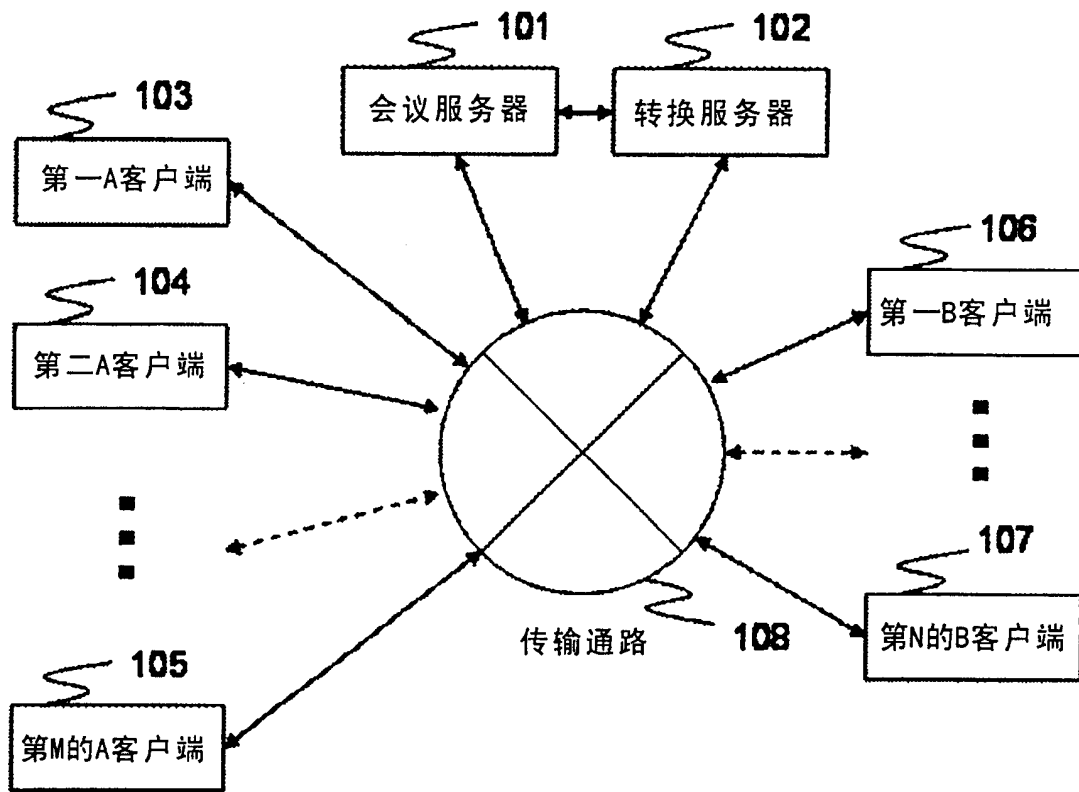 101
102
会议服务器
转换服务器
103
第一A客户端
104
第二A客户端
106
第一B客户端
107
第N的B客户端
传输通路
108
105
第M的A客户端